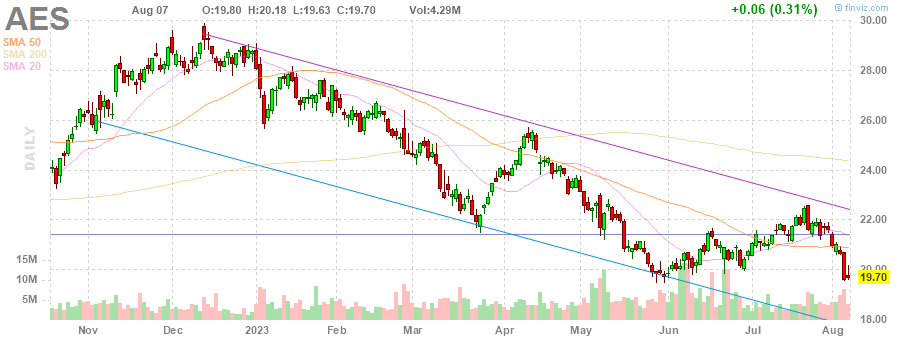 AES
Aug 07 O:19.80 H:20.18 L:19.63 C:19.70 Vol:4.29M +0.06 (0.31%) © finviz.com
SMA 50
SMA 200
SMA 20
DAILY
30.00
28.00
26.00
24.00
22.00
20.00
19.70
18.00
15M
10M
5M
Nov Dec 2023 Feb Mar Apr May Jun Jul Aug